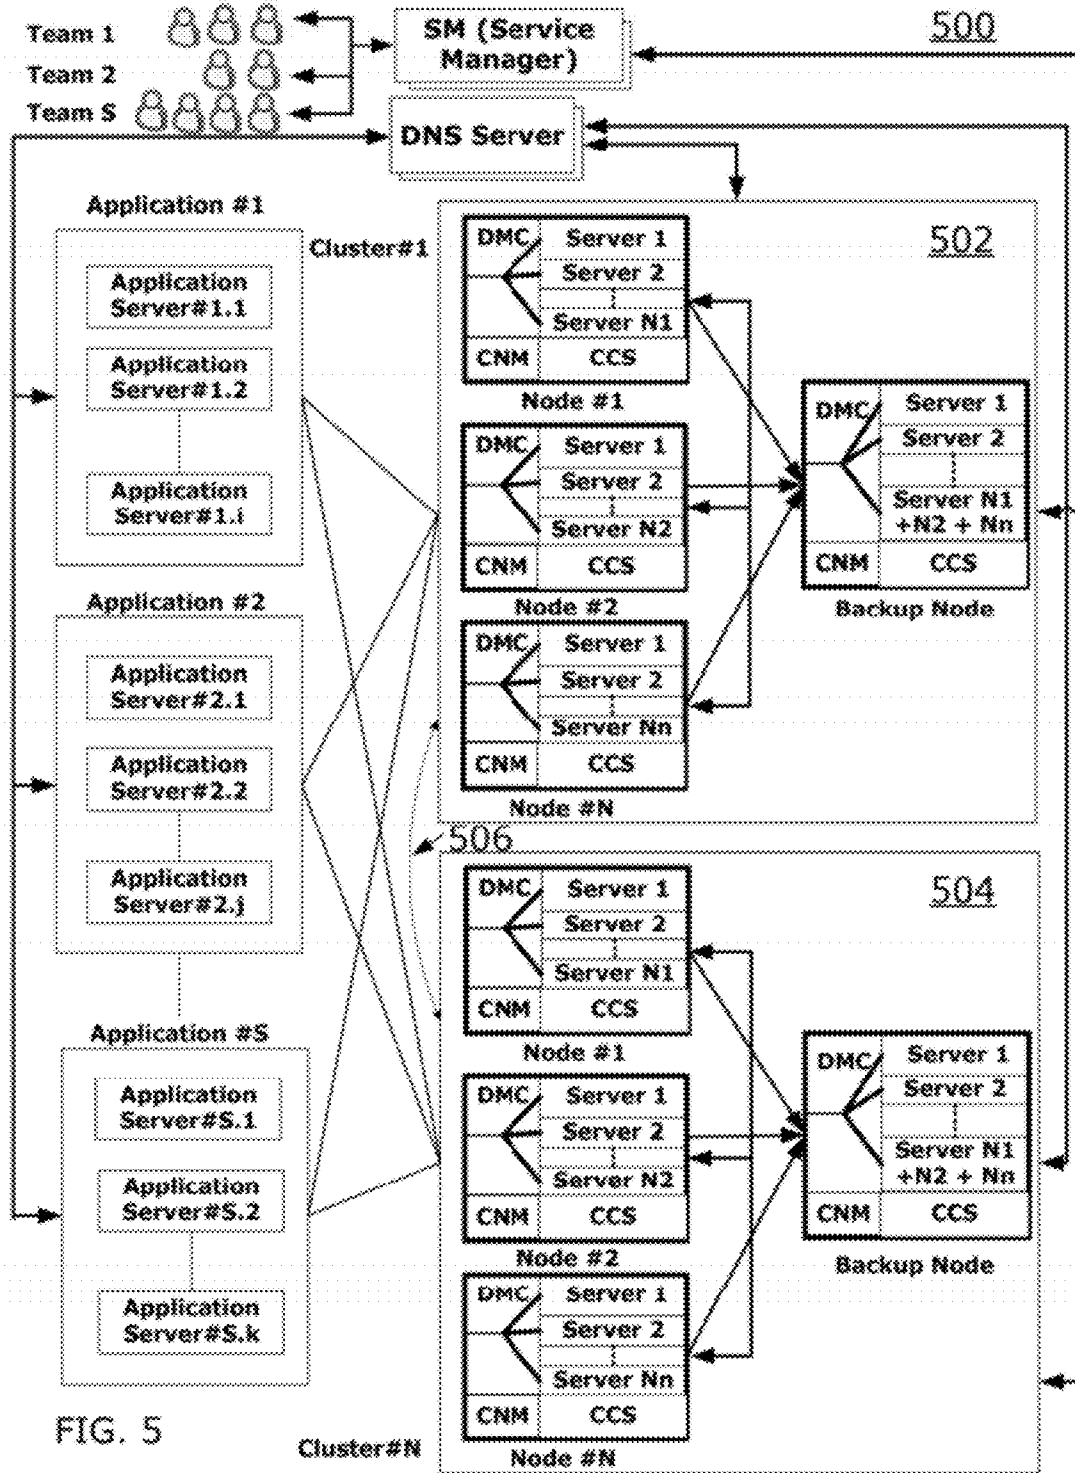 Team 1
Team 2
Team S
SM (Service
Manager)
500
DNS Server
Application #1
Application
Server#1.1
Application
Server#1.2
Application
Server#1.i
Application #2
Application
Server#2.1
Application
Server#2.2
Application
Server#2.j
Application #S
Application
Server#S.1
Application
Server#S.2
Application
Server#S.k
Cluster#1
502
DMC
Server 1
Server 2
Server N1
CNM
CCS
Node #1
DMC
Server 1
Server 2
Server N2
CNM
CCS
Node #2
DMC
Server 1
Server 2
Server Nn
CNM
CCS
Node #N
DMC
Server 1
Server 2
Server N1
+N2 + Nn
CNM
CCS
Backup Node
506
504
DMC
Server 1
Server 2
Server N1
CNM
CCS
Node #1
DMC
Server 1
Server 2
Server N2
CNM
CCS
Node #2
DMC
Server 1
Server 2
Server Nn
CNM
CCS
Node #N
DMC
Server 1
Server 2
Server N1
+N2 + Nn
CNM
CCS
Backup Node
Cluster#N
FIG. 5